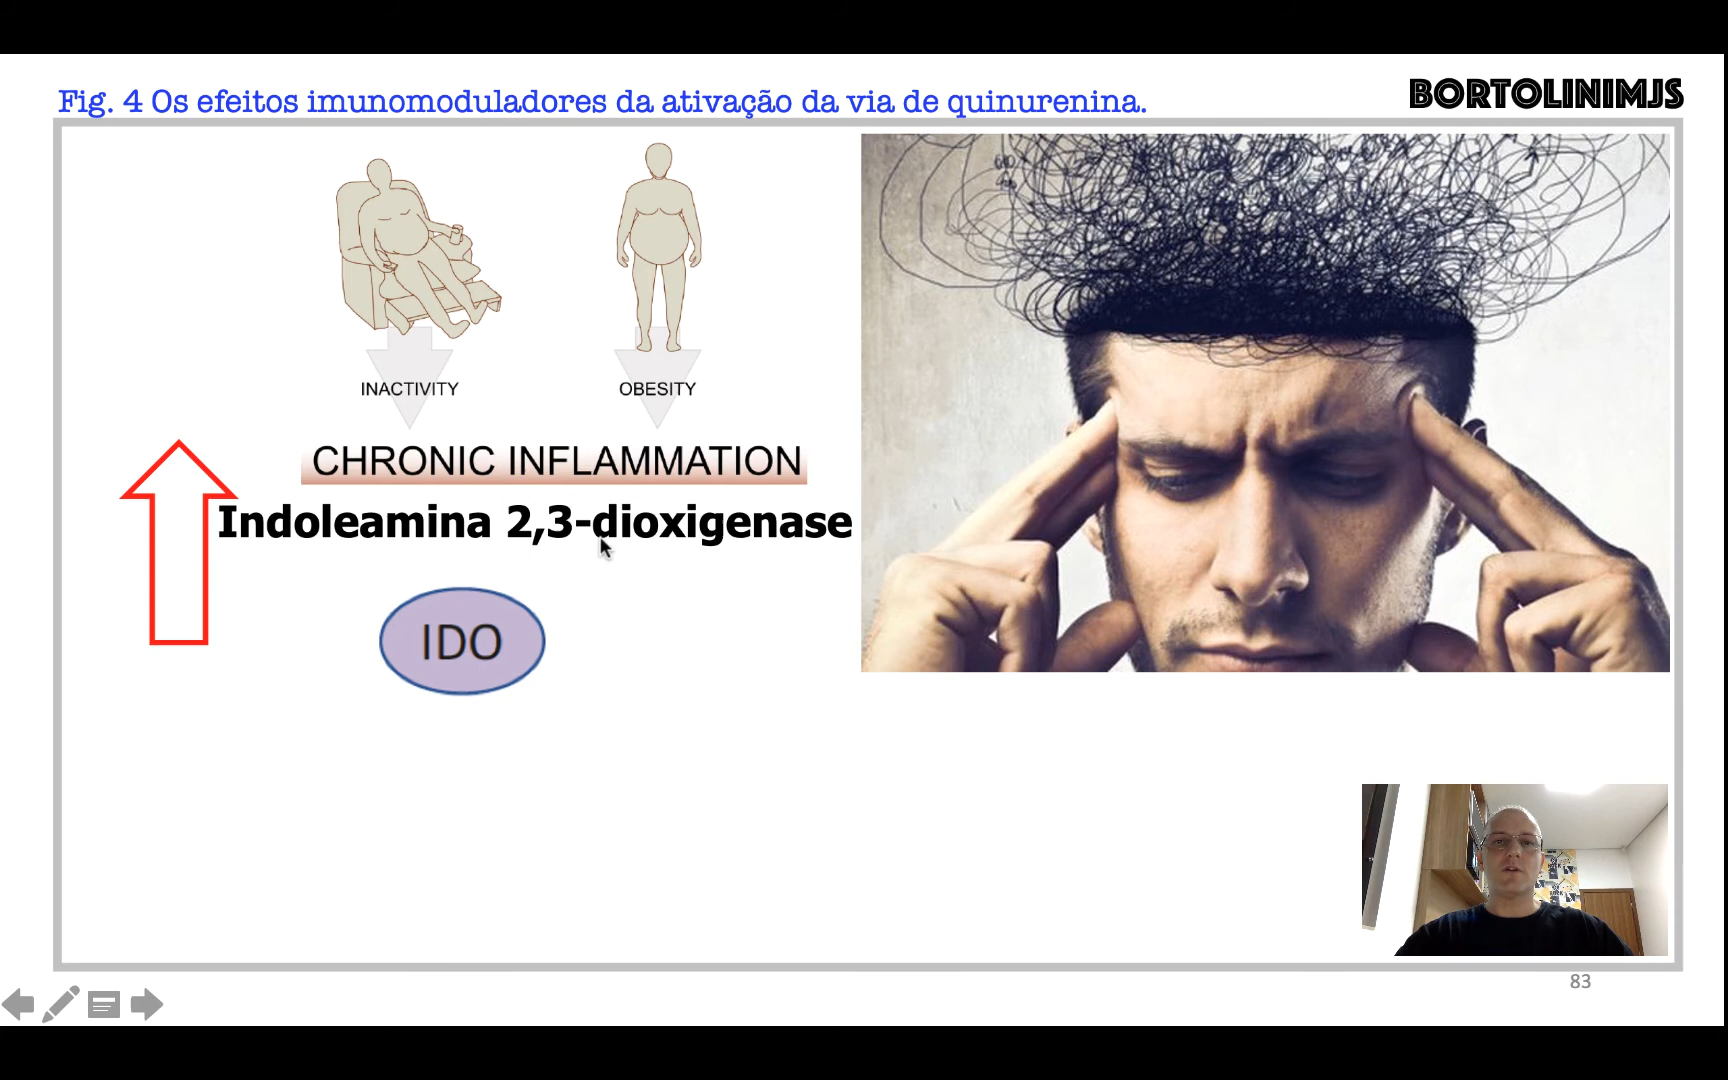 Fig. 4 Os efeitos imunomoduladores da ativação da via de quinurenina.
BORTOLINIMJS
INACTIVITY
OBESITY
CHRONIC INFLAMMATION
Indoleamina 2,3-dioxigenase
IDO
83